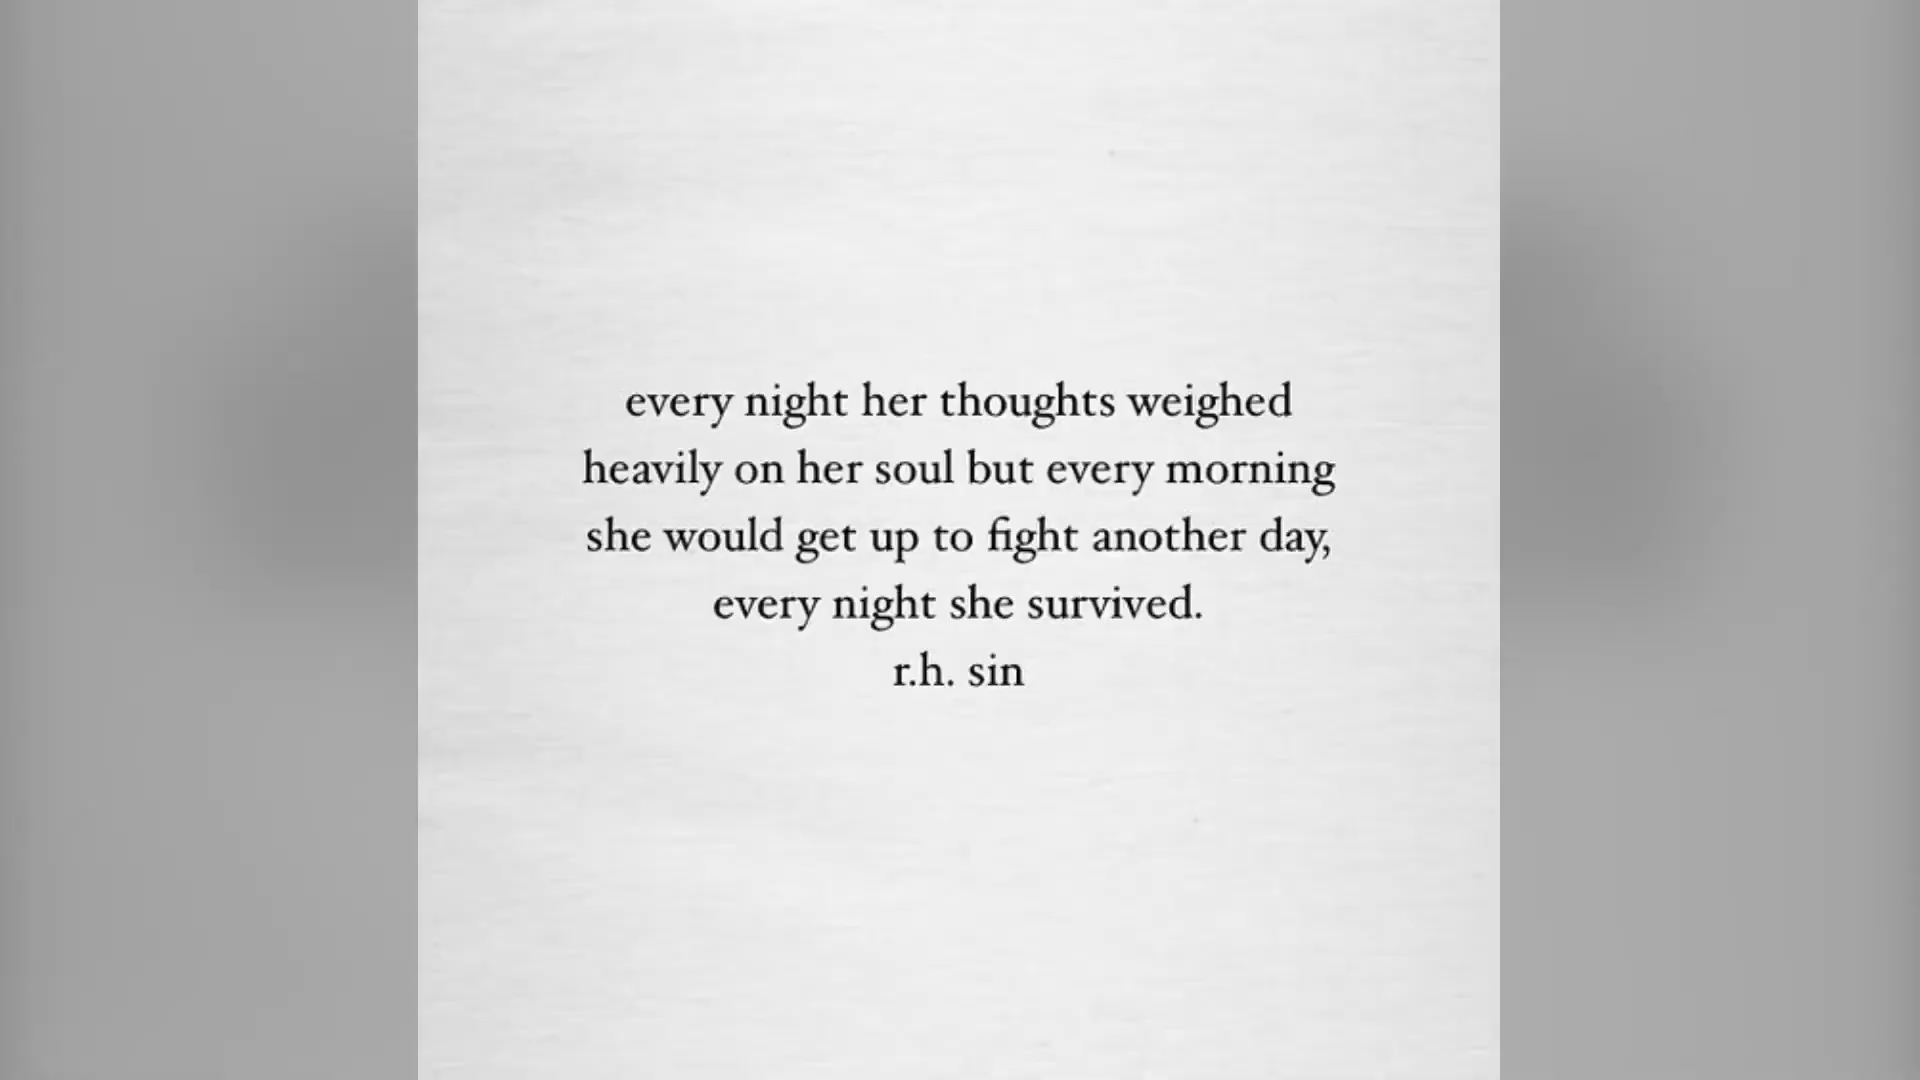 every night her thoughts weighed
heavily on her soul but every morning
she would get up to fight another day,
every night she survived.
r.h. sin